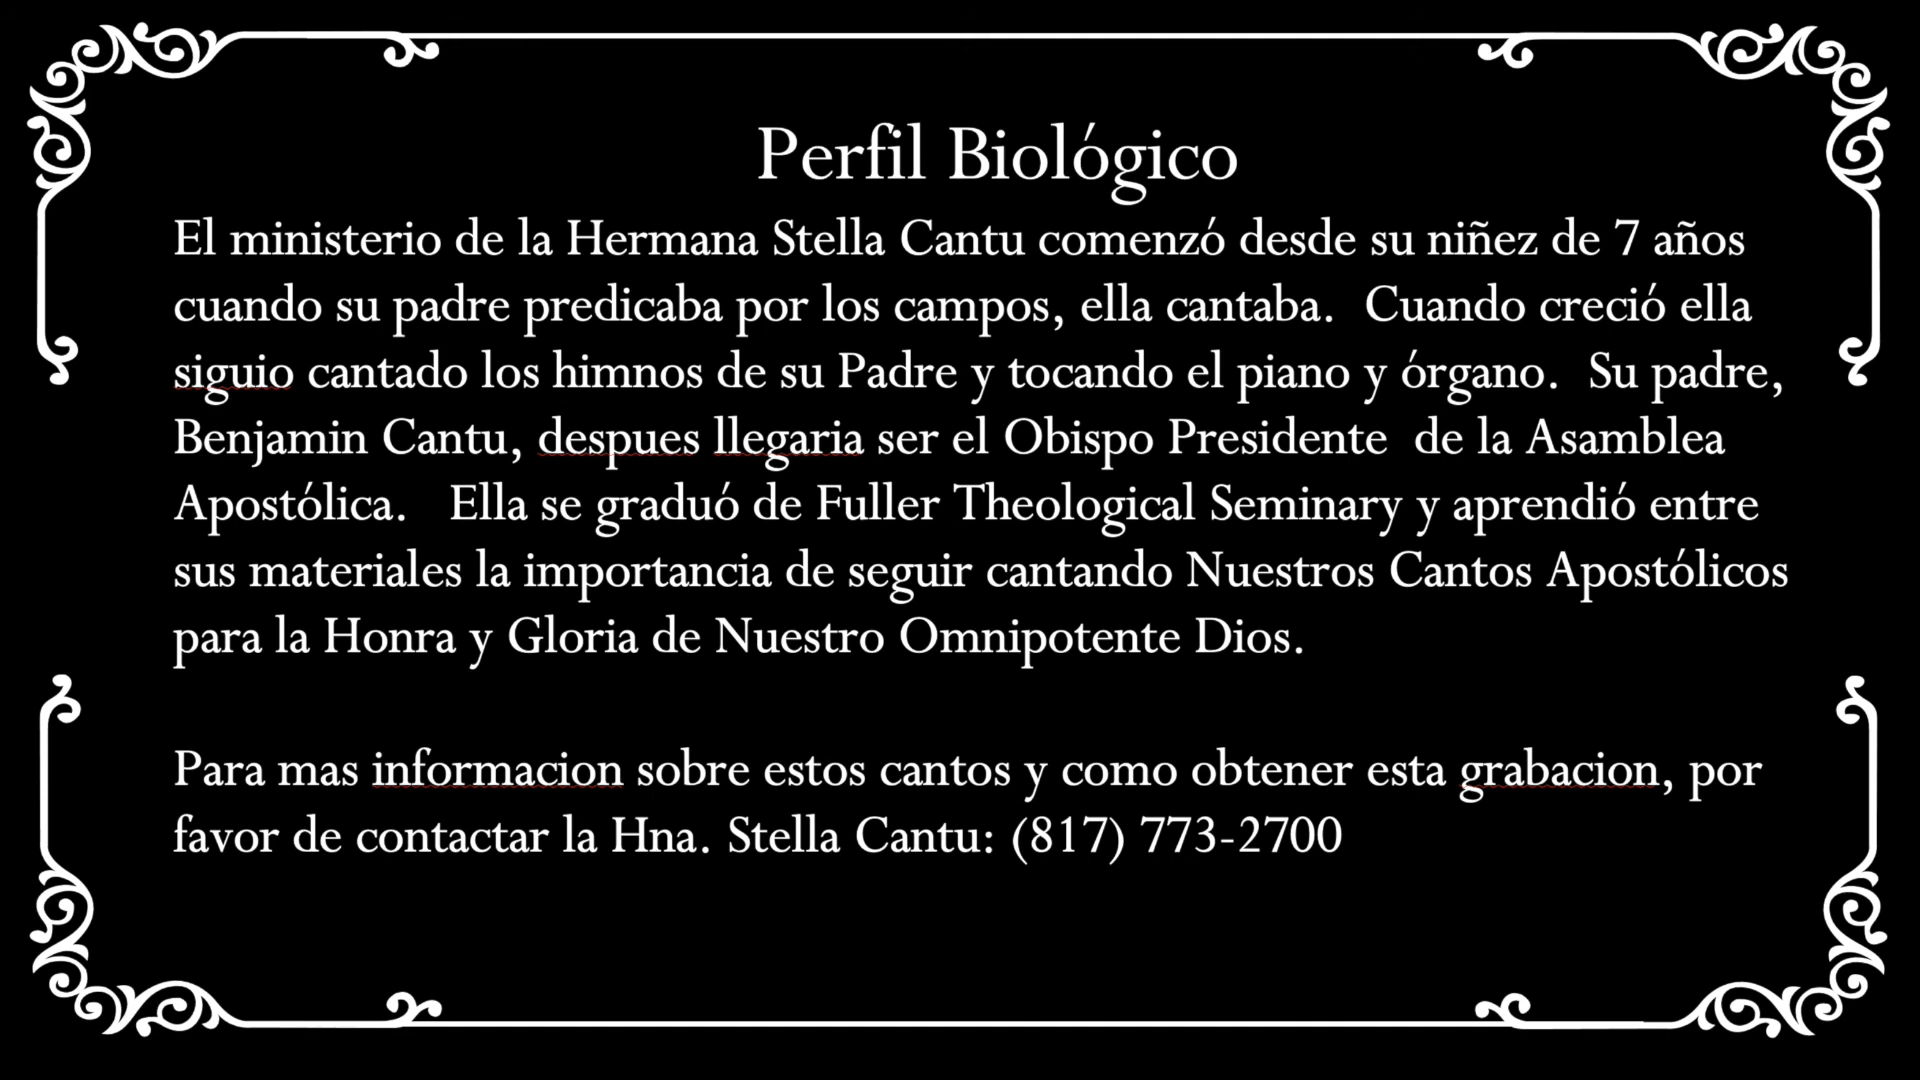 Perfil Biológico
El ministerio de la Hermana Stella Cantu comenzó desde su niñez de 7 años
cuando su padre predicaba por los campos, ella cantaba.  Cuando creció ella
siguio cantado los himnos de su Padre y tocando el piano y órgano.  Su padre,
Benjamin Cantu, despues llegaria ser el Obispo Presidente  de la Asamblea
Apostólica.   Ella se graduó de Fuller Theological Seminary y aprendió entre
sus materiales la importancia de seguir cantando Nuestros Cantos Apostólicos
para la Honra y Gloria de Nuestro Omnipotente Dios.
Para mas informacion sobre estos cantos y como obtener esta grabacion, por
favor de contactar la Hna. Stella Cantu: (817) 773-2700